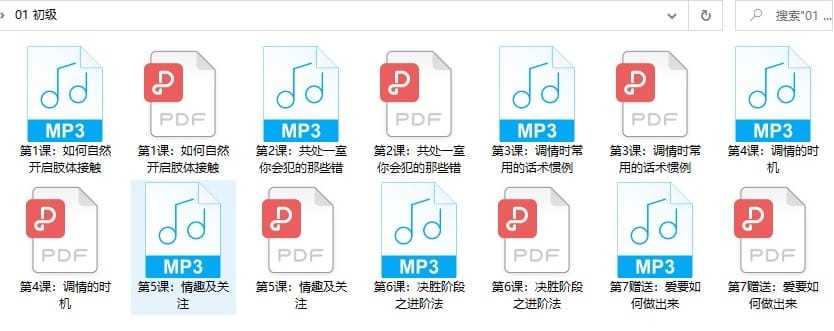 01 初级
搜索"01 ...
MP3
PDF
MP3
PDF
MP3
PDF
MP3
第1课：如何自然
开启胶体接触
第1课：如何自然
开启胶体接触
第2课：共处一室
你会犯的那些错
第2课：共处一室
你会犯的那些错
第3课：调情时常
用的话术惯例
第3课：调情时常
用的话术惯例
第4课：调情的时
机
PDF
MP3
PDF
MP3
PDF
MP3
PDF
第4课：调情的时
机
第5课：情趣及关
注
第5课：情趣及关
注
第6课：决胜阶段
之进阶法
第6课：决胜阶段
之进阶法
第7赠送：爱要如
何做出来
第7赠送：爱要如
何做出来